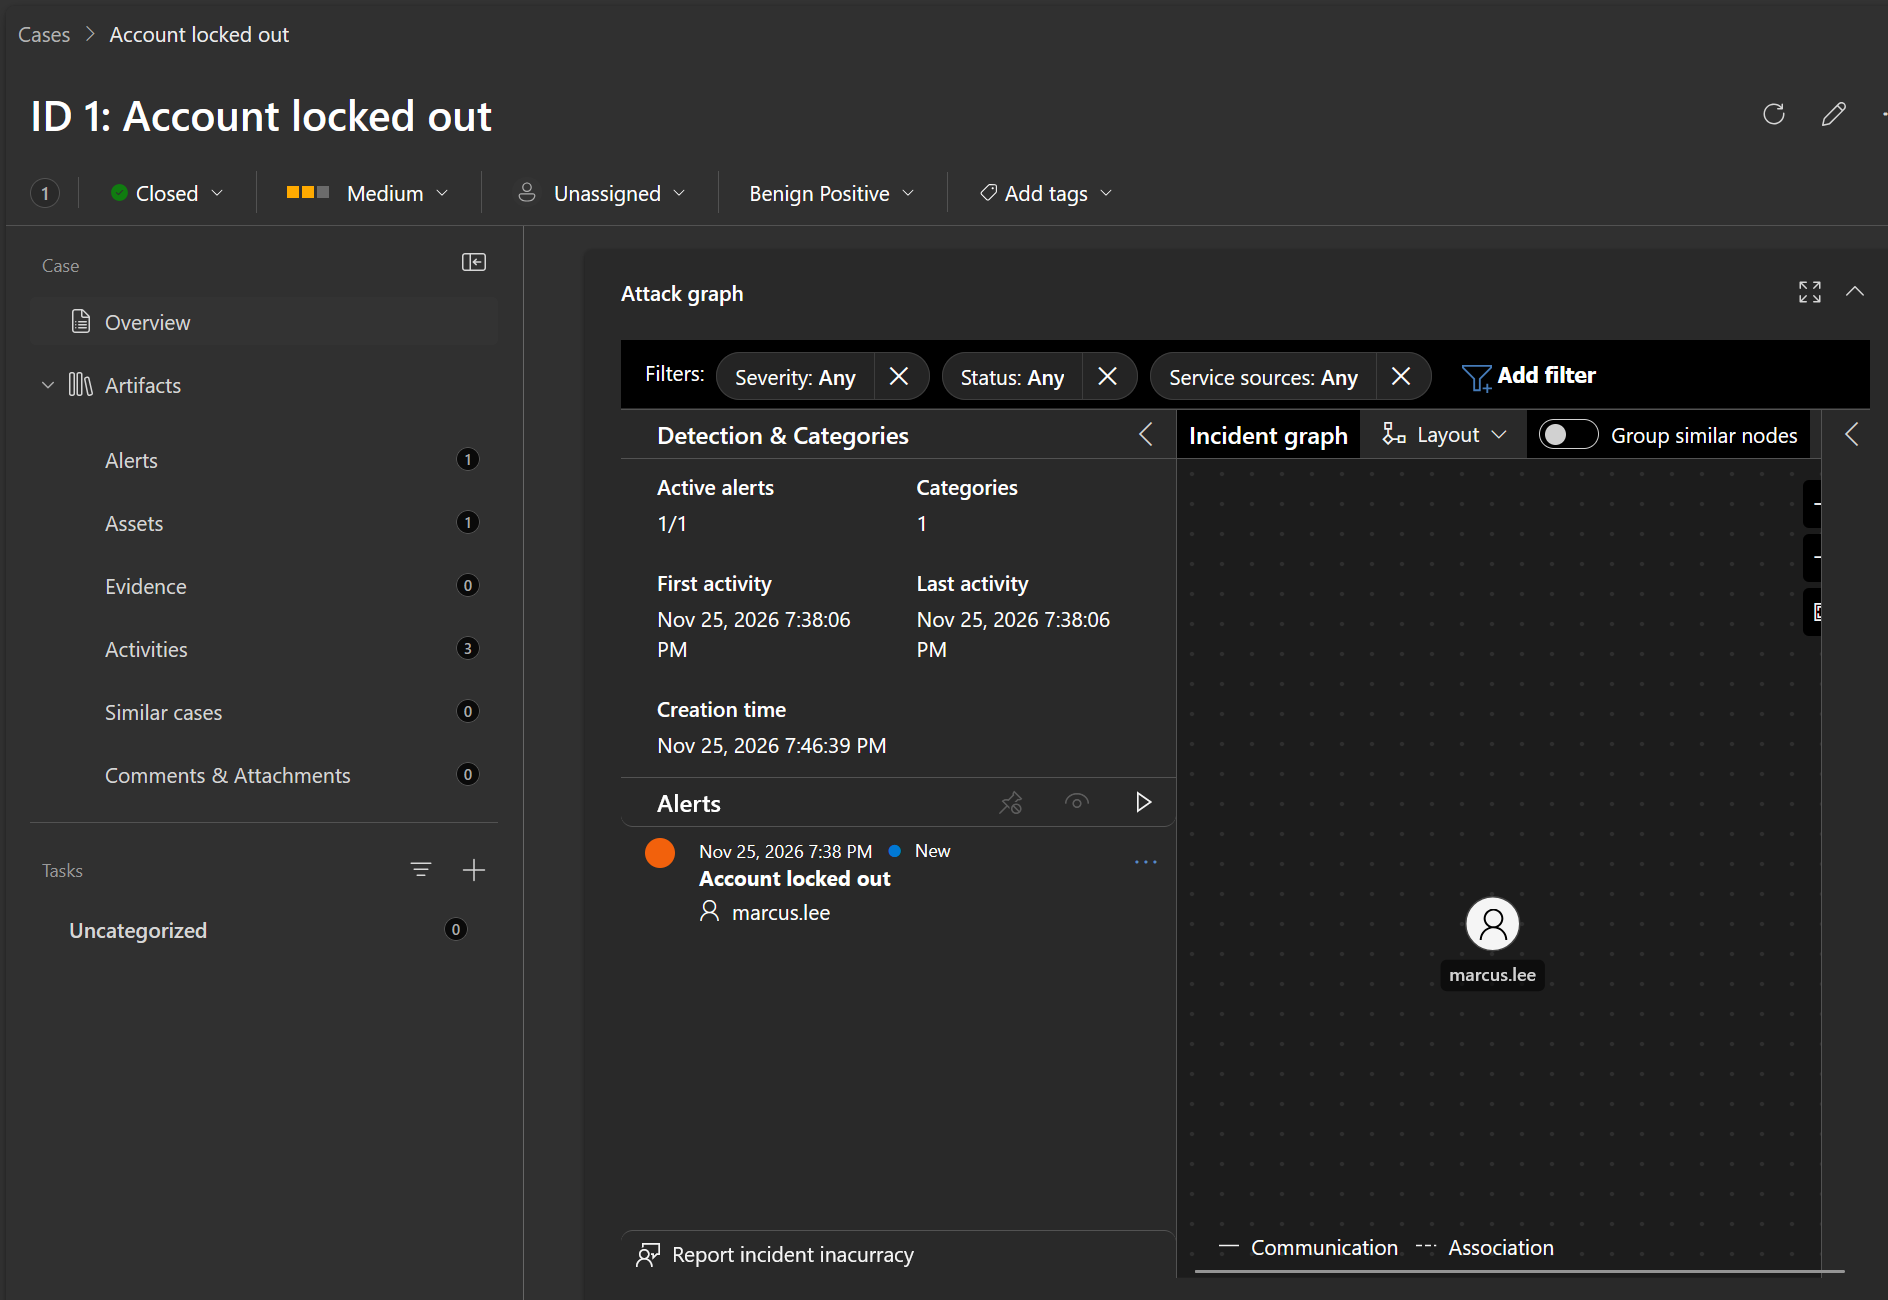 Cases > Account locked out
ID 1: Account locked out
1
Closed
Medium
Unassigned
Benign Positive
Add tags
Case
Overview
Artifacts
Alerts 1
Assets 1
Evidence 0
Activities 3
Similar cases 0
Comments & Attachments 0
Tasks
Uncategorized 0
Attack graph
Filters:
Severity: Any
Status: Any
Service sources: Any
Add filter
Detection & Categories
Active alerts
1/1
Categories
1
First activity
Nov 25, 2026 7:38:06
PM
Last activity
Nov 25, 2026 7:38:06
PM
Creation time
Nov 25, 2026 7:46:39 PM
Alerts
Nov 25, 2026 7:38 PM New
Account locked out
marcus.lee
Report incident inacurracy
Incident graph
Layout
Group similar nodes
marcus.lee
Communication
Association